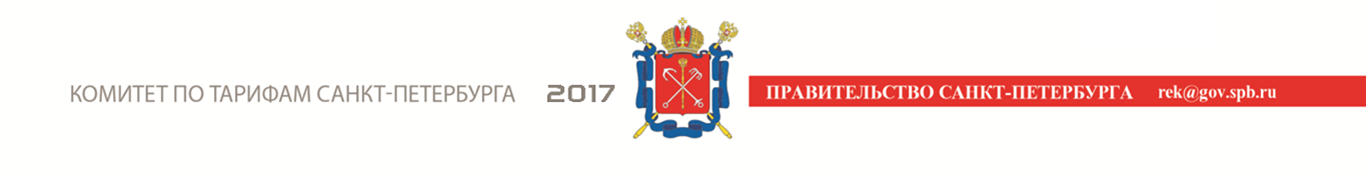 КОМИТЕТ ПО ТАРИФАМ САНКТ-ПЕТЕРБУРГА 2017 ПРАВИТЕЛЬСТВО САНКТ-ПЕТЕРБУРГА rek@gov.spb.ru